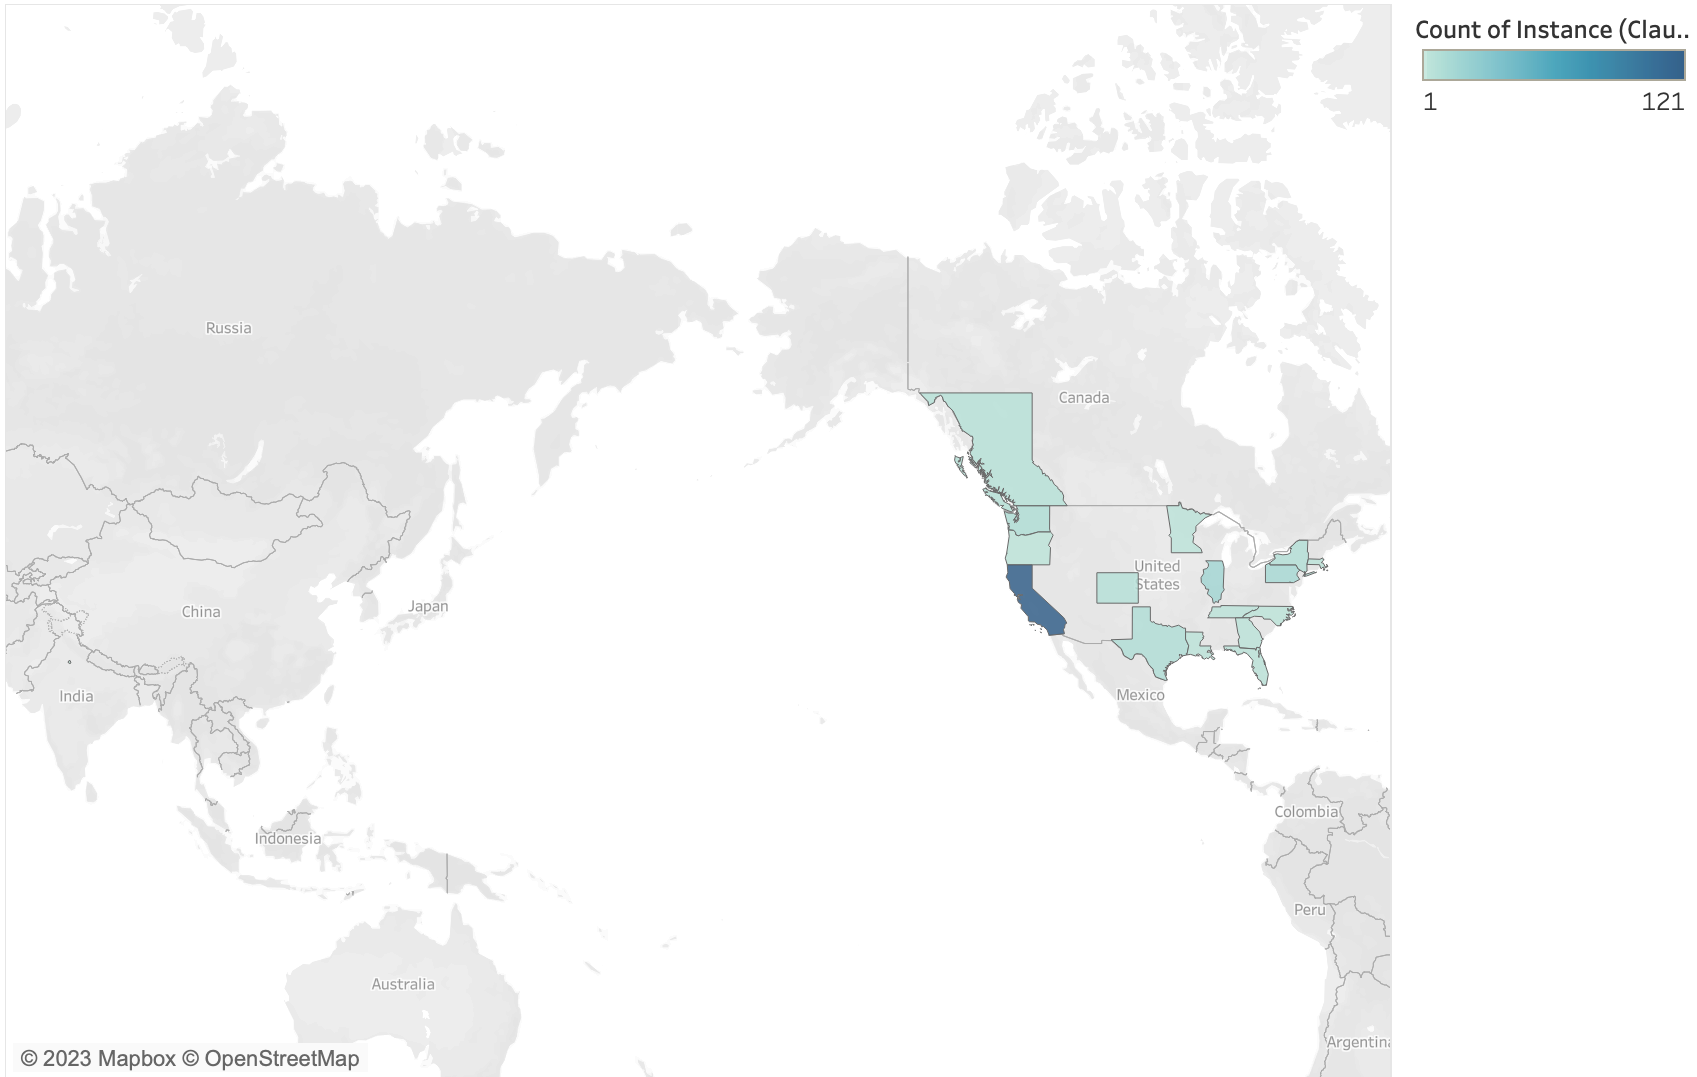 Count of Instance (Clau..
1 121
Russia
Canada
United
States
China
Japan
India
Mexico
Colombia
Indonesia
Peru
Australia
Argentina
© 2023 Mapbox © OpenStreetMap